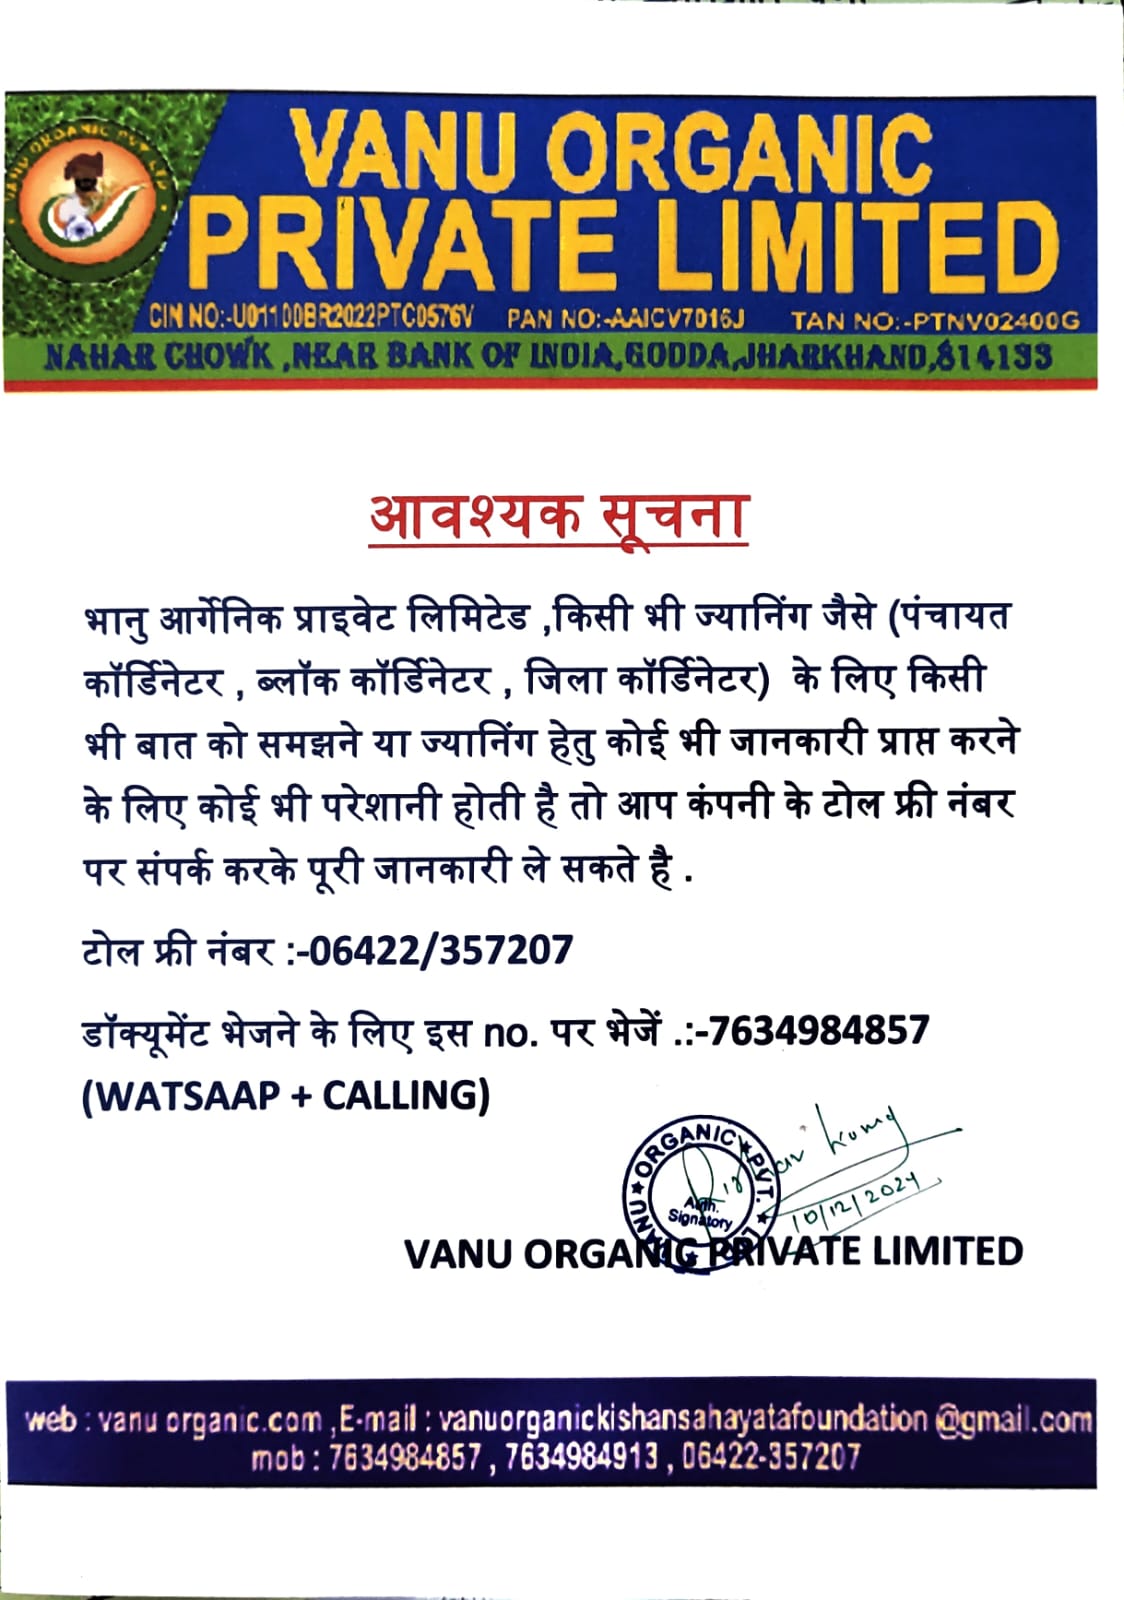 VANU ORGANIC PVT LTD
VANU ORGANIC
PRIVATE LIMITED
CIN NO:-U01100BR2022PTC0576V PAN NO:-AAICV7016J TAN NO:-PTNV02400G
NAHAR CHOWK ,NEAR BANK OF INDIA,GODDA,JHARKHAND,814133
आवश्यक सूचना
भानु आर्गेनिक प्राइवेट लिमिटेड ,किसी भी ज्यानिंग जैसे (पंचायत
कॉर्डिनेटर , ब्लॉक कॉर्डिनेटर , जिला कॉर्डिनेटर) के लिए किसी
भी बात को समझने या ज्यानिंग हेतु कोई भी जानकारी प्राप्त करने
के लिए कोई भी परेशानी होती है तो आप कंपनी के टोल फ्री नंबर
पर संपर्क करके पूरी जानकारी ले सकते है .
टोल फ्री नंबर :-06422/357207
डॉक्यूमेंट भेजने के लिए इस no. पर भेजें .:-7634984857
(WATSAAP + CALLING)
VANU ORGANIC PVT. LTD
Auth.
Signatory
Kumar
10/12/2024
VANU ORGANIC PRIVATE LIMITED
web : vanu organic.com ,E-mail : vanuorganickishansahayatafoundation @gmail.com
mob : 7634984857 , 7634984913 , 06422-357207